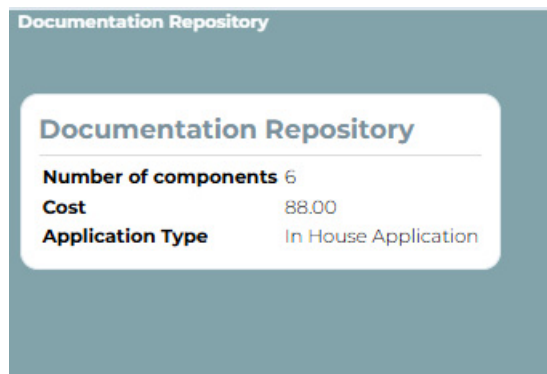 Documentation Repository
Documentation Repository
Number of components 6
Cost 88.00
Application Type In House Application